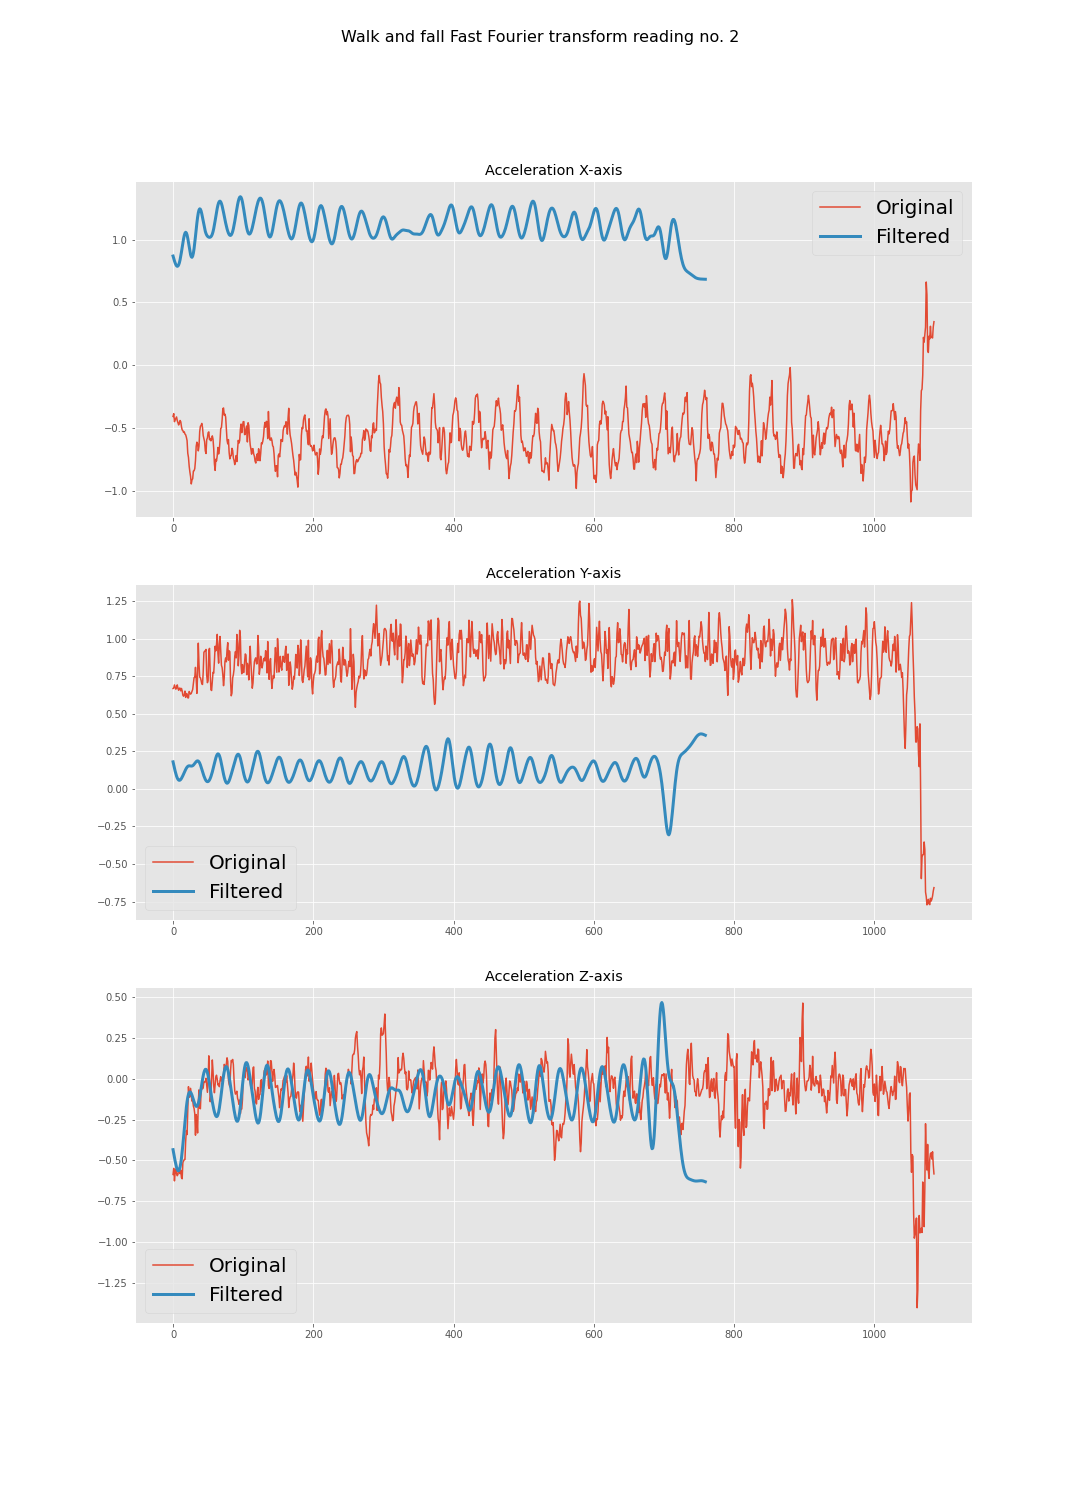 Walk and fall Fast Fourier transform reading no. 2
Acceleration X-axis
Original
Filtered
1.0
0.5
0.0
−0.5
−1.0
0 200 400 600 800 1000
Acceleration Y-axis
1.25
1.00
0.75
0.50
0.25
0.00
−0.25
−0.50
−0.75
Original
Filtered
0 200 400 600 800 1000
Acceleration Z-axis
0.50
0.25
0.00
−0.25
−0.50
−0.75
−1.00
−1.25
Original
Filtered
0 200 400 600 800 1000